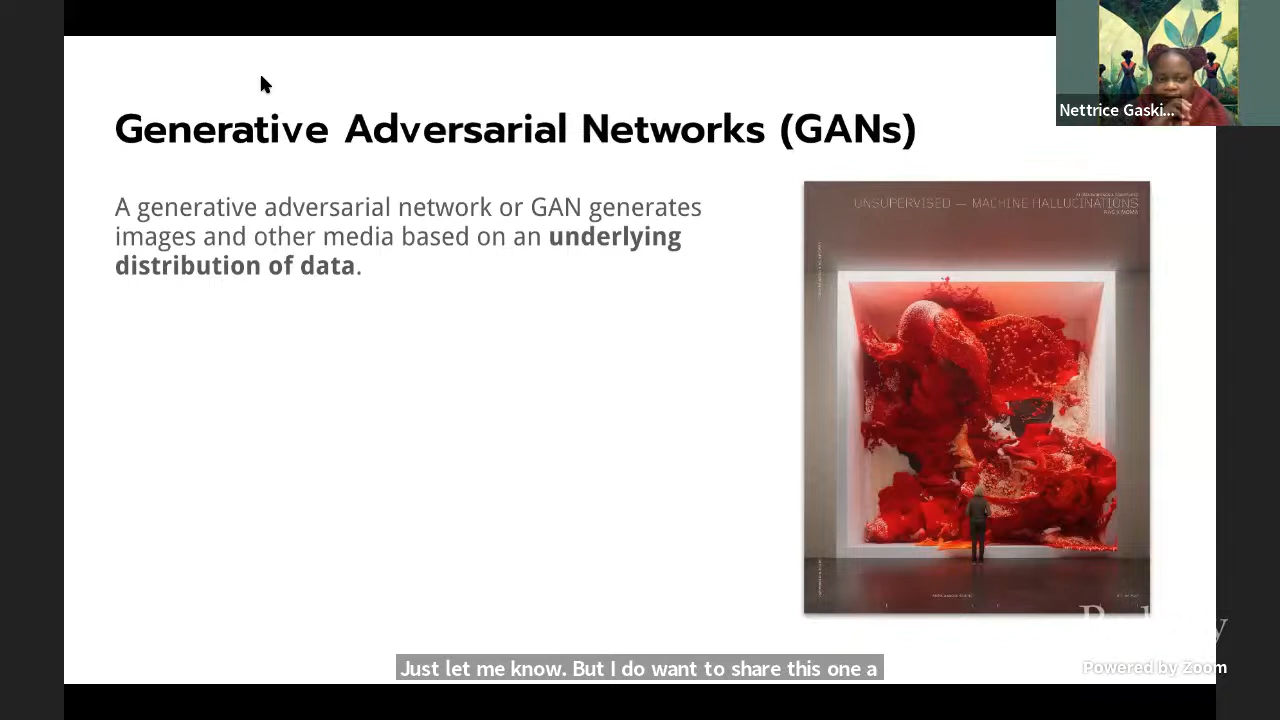 Nettrice Gaski...
Generative Adversarial Networks (GANs)
A generative adversarial network or GAN generates
images and other media based on an underlying
distribution of data.
UNSUPERVISED — MACHINE HALLUCINATIONS
Just let me know. But I do want to share this one a
Powered by Zoom